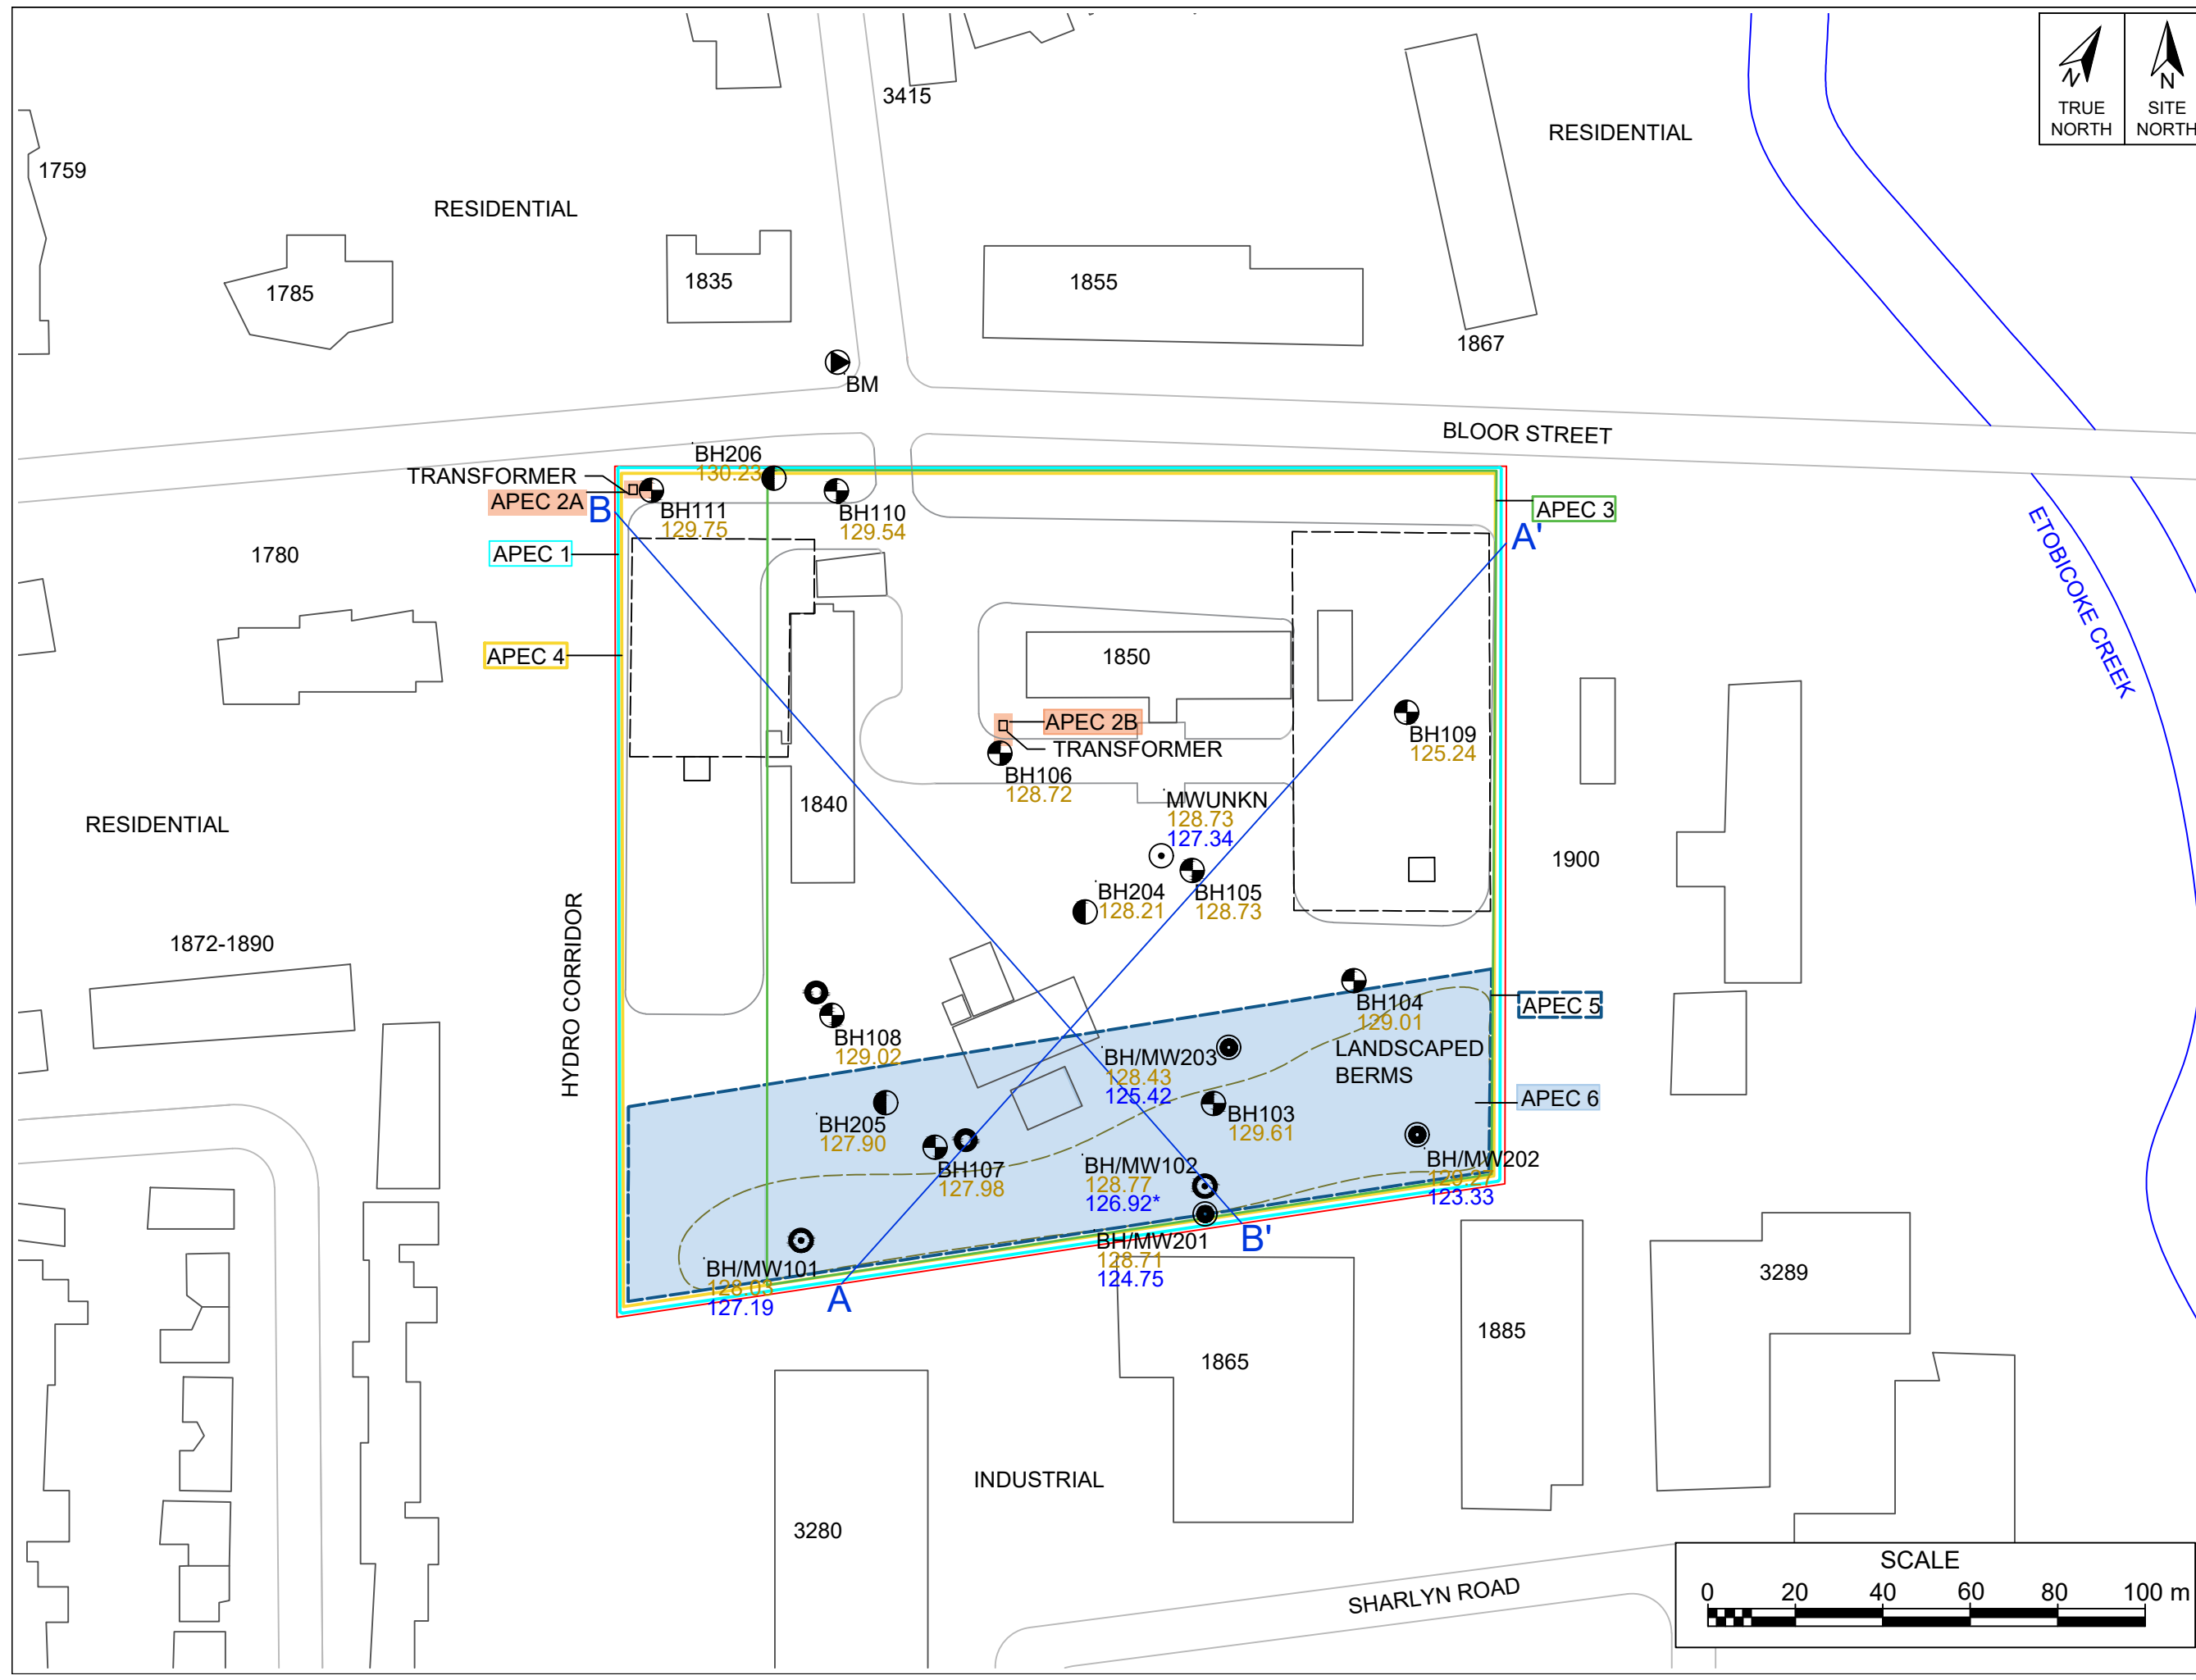 3415
RESIDENTIAL
N
TRUE
NORTH
N
SITE
NORTH
1759
RESIDENTIAL
1785
1835
1855
1867
BM
BLOOR STREET
BH206
130.23
TRANSFORMER
APEC 2A
B
BH111
129.75
BH110
129.54
APEC 3
A'
ETOBICOKE CREEK
APEC 1
1780
APEC 4
1850
APEC 2B
TRANSFORMER
BH109
125.24
BH106
128.72
MWUNKN
128.73
127.34
1840
RESIDENTIAL
1900
BH204
128.21
BH105
128.73
HYDRO CORRIDOR
1872-1890
BH104
129.01
APEC 5
BH108
129.02
LANDSCAPED
BERMS
BH/MW203
128.43
125.42
APEC 6
BH103
129.61
BH205
127.90
BH107
127.98
BH/MW102
128.77
126.92*
BH/MW202
123.33
BH/MW201
128.71
124.75
B'
BH/MW101
128.03
127.19
A
3289
1885
1865
INDUSTRIAL
3280
SHARLYN ROAD
SCALE
0 20 40 60 80 100 m